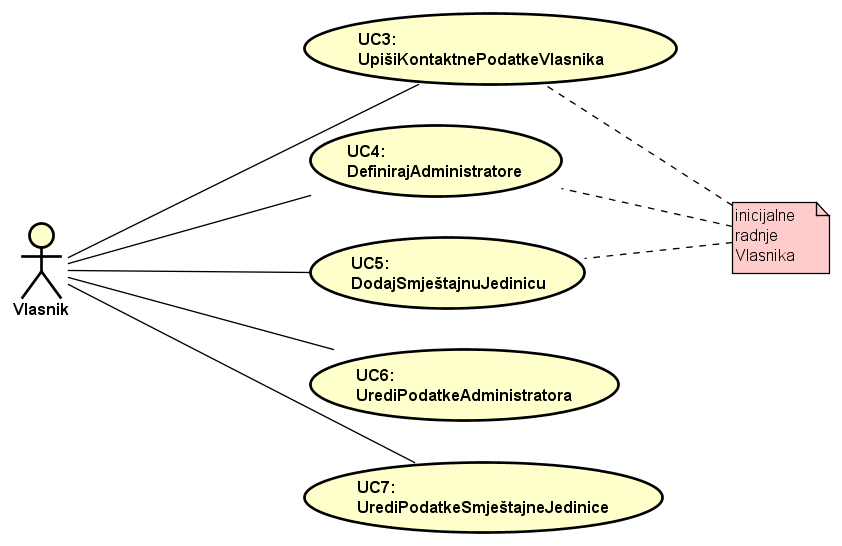 UC3:
UpišiKontaktnePodatkeVlasnika
UC4:
DefinirajAdministratore
inicijalne
radnje
Vlasnika
UC5:
DodajSmještajnuJedinicu
Vlasnik
UC6:
UrediPodatkeAdministratora
UC7:
UrediPodatkeSmještajneJedinice